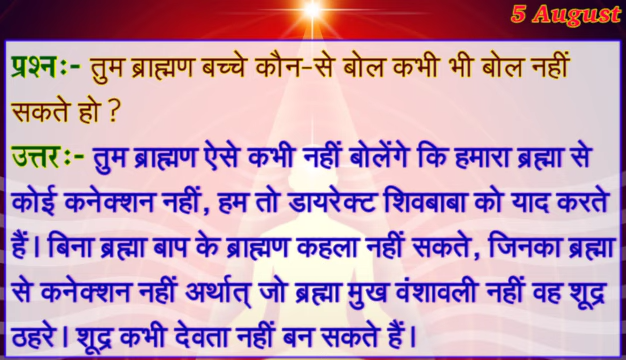 5 August
प्रश्नः- तुम ब्राह्मण बच्चे कौन-से बोल कभी भी बोल नहीं
सकते हो ?
उत्तरः- तुम ब्राह्मण ऐसे कभी नहीं बोलेंगे कि हमारा ब्रह्मा से
कोई कनेक्शन नहीं, हम तो डायरेक्ट शिवबाबा को याद करते
हैं। बिना ब्रह्मा बाप के ब्राह्मण कहला नहीं सकते, जिनका ब्रह्मा
से कनेक्शन नहीं अर्थात् जो ब्रह्मा मुख वंशावली नहीं वह शूद्र
ठहरे। शूद्र कभी देवता नहीं बन सकते हैं।